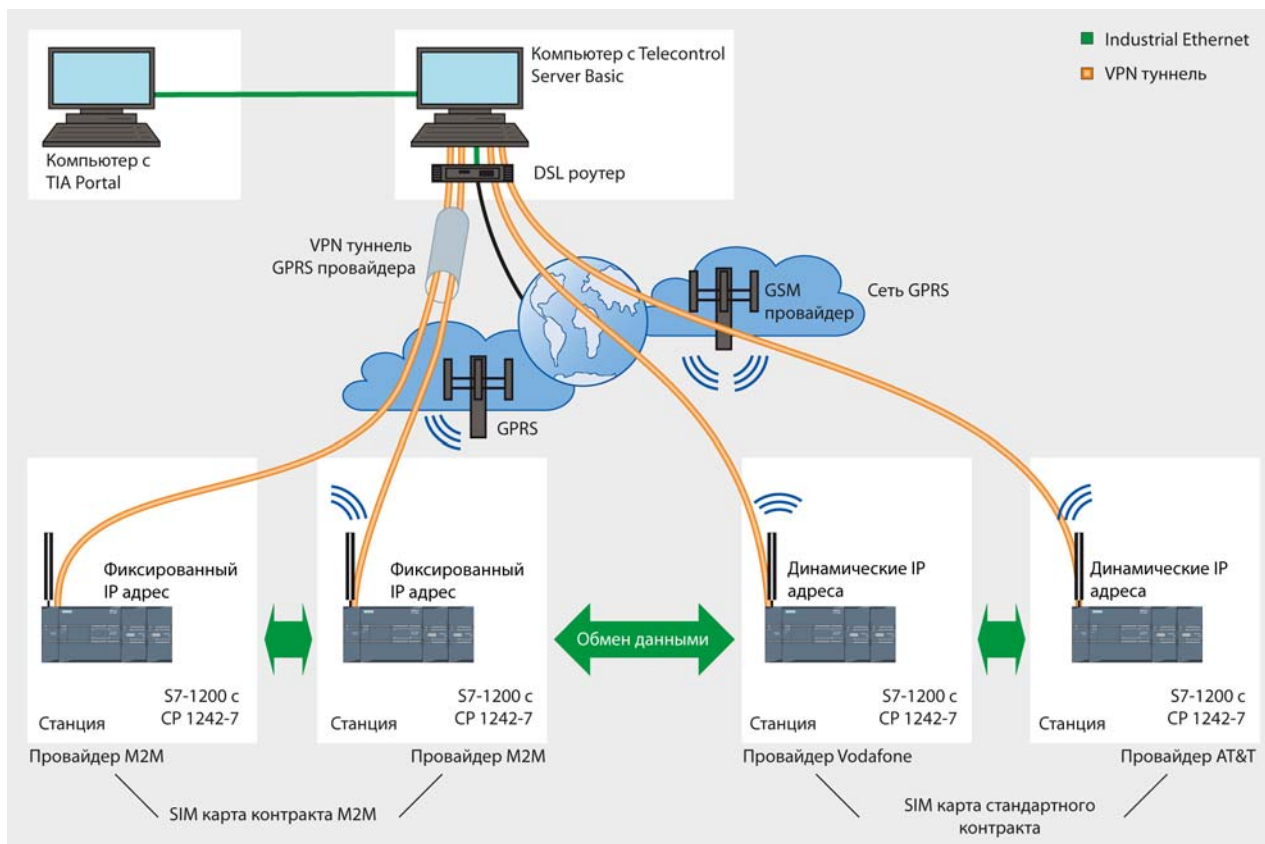 Компьютер с
TIA Portal
Компьютер с Telecontrol
Server Basic
Industrial Ethernet
VPN туннель
DSL роутер
VPN туннель
GPRS провайдера
GSM
провайдер
Сеть GPRS
GPRS
Фиксированный
IP адрес
S7-1200 с
CP 1242-7
Станция
Провайдер M2M
Фиксированный
IP адрес
S7-1200 с
CP 1242-7
Станция
Провайдер M2M
SIM карта контракта M2M
Обмен данными
Динамические IP
адреса
S7-1200 с
CP 1242-7
Станция
Провайдер Vodafone
Динамические IP
адреса
S7-1200 с
CP 1242-7
Станция
Провайдер AT&T
SIM карта стандартного
контракта